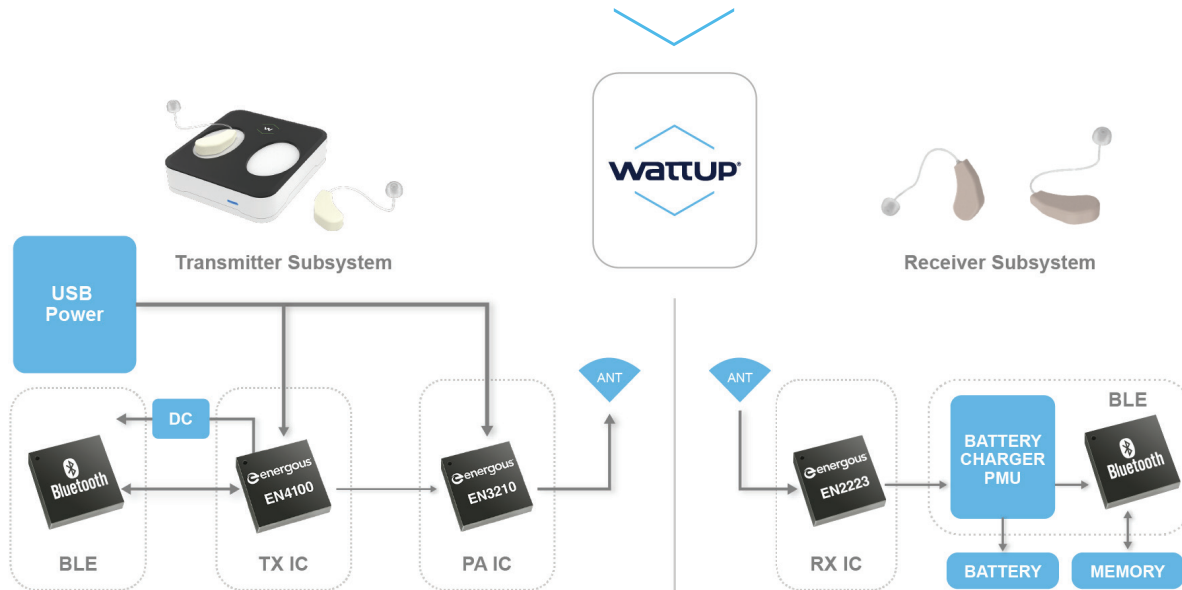 W
WattUP®
Transmitter Subsystem
Receiver Subsystem
USB
Power
ANT
ANT
DC
BLE
BATTERY
CHARGER
PMU
Bluetooth
energous
EN4100
energous
EN3210
energous
EN2223
Bluetooth
BLE
TX IC
PA IC
RX IC
BATTERY
MEMORY